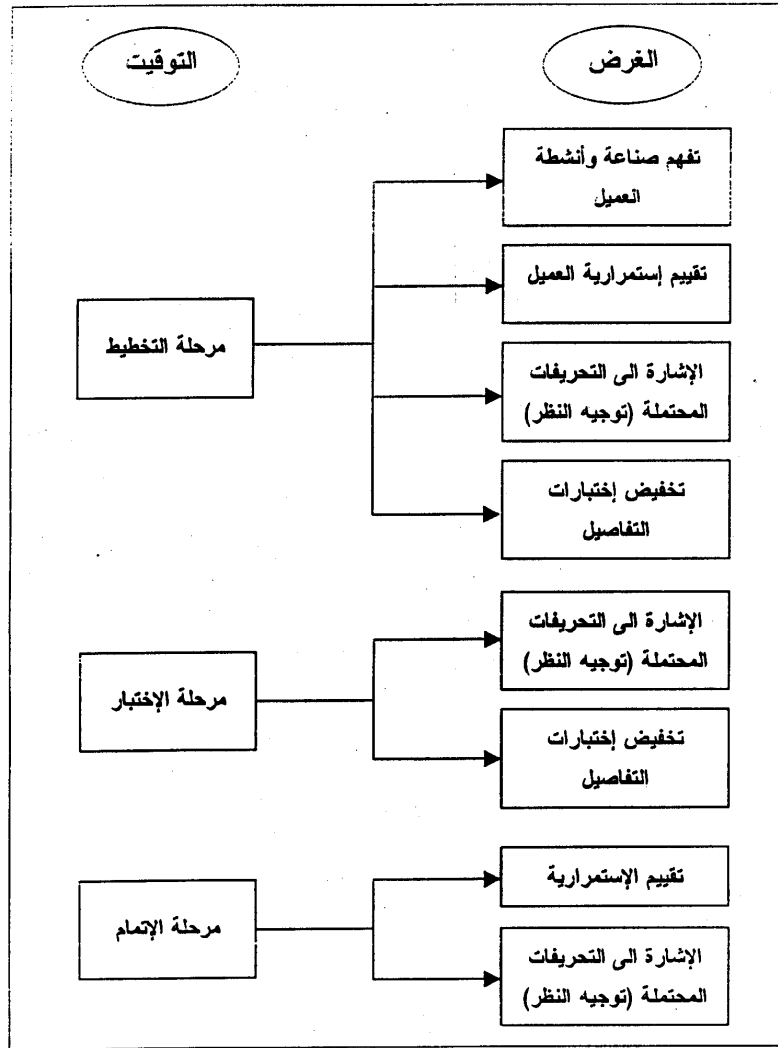 الغرض
التوقيت
تفهم صناعة وأنشطة
العميل
تقييم إستمرارية العميل
مرحلة التخطيط
الإشارة الى التحريفات
المحتملة (توجيه النظر)
تخفيض إختبارات
التفاصيل
الإشارة الى التحريفات
المحتملة (توجيه النظر)
مرحلة الإختبار
تخفيض إختبارات
التفاصيل
تقييم الإستمرارية
مرحلة الإتمام
الإشارة الى التحريفات
المحتملة (توجيه النظر)